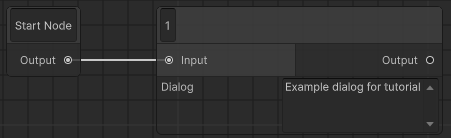 Start Node
1
Output
Input
Output
Dialog
Example dialog for tutorial